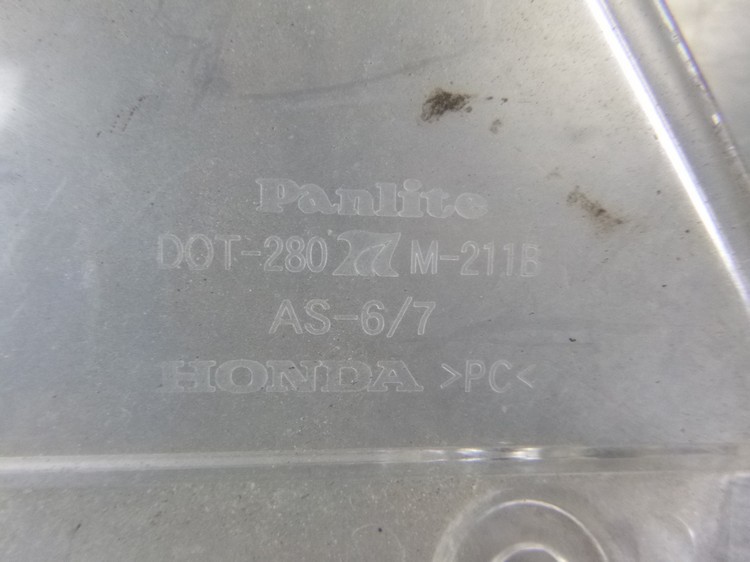 Panlite
DOT-280 M-211B
AS-6/7
HONDA >PC<